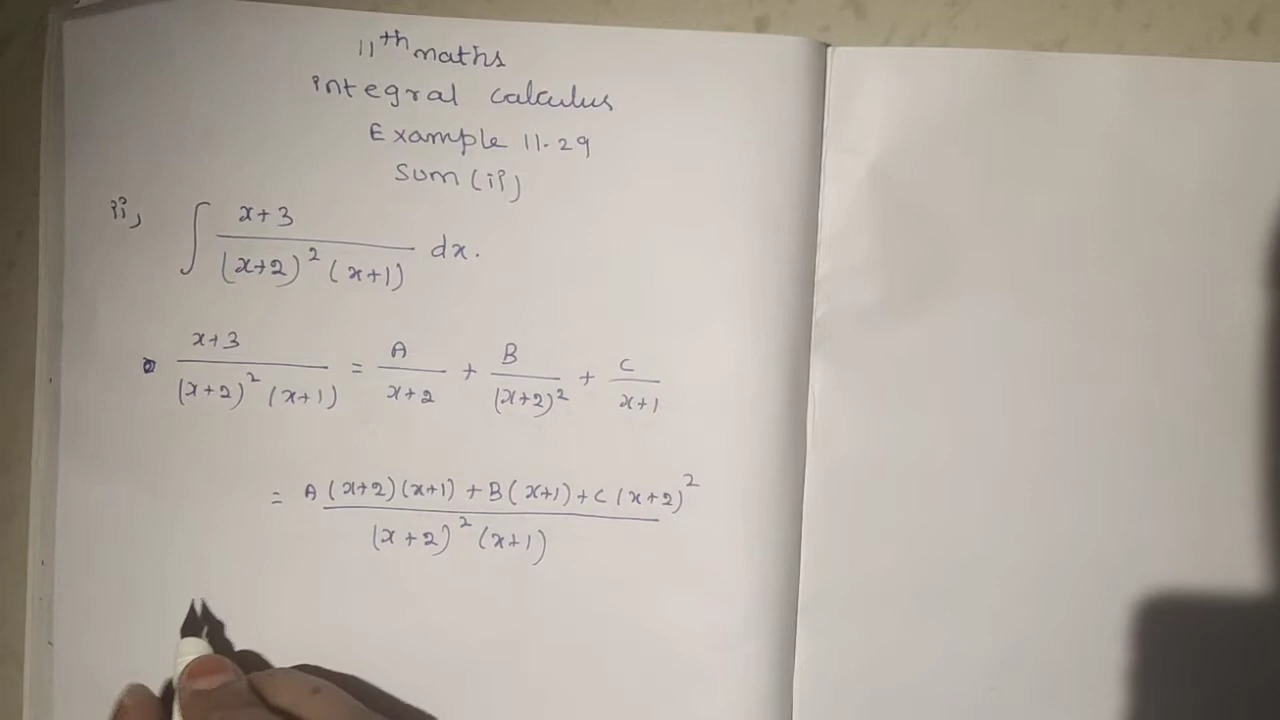 11th maths
integral calculus
Example 11.29
Sum (ii)
ii, ∫ x+3 / (x+2)² (x+1) dx.
x+3 / (x+2)² (x+1) = A / x+2 + B / (x+2)² + C / x+1
= A (x+2)(x+1) + B (x+1) + C (x+2)² / (x+2)² (x+1)